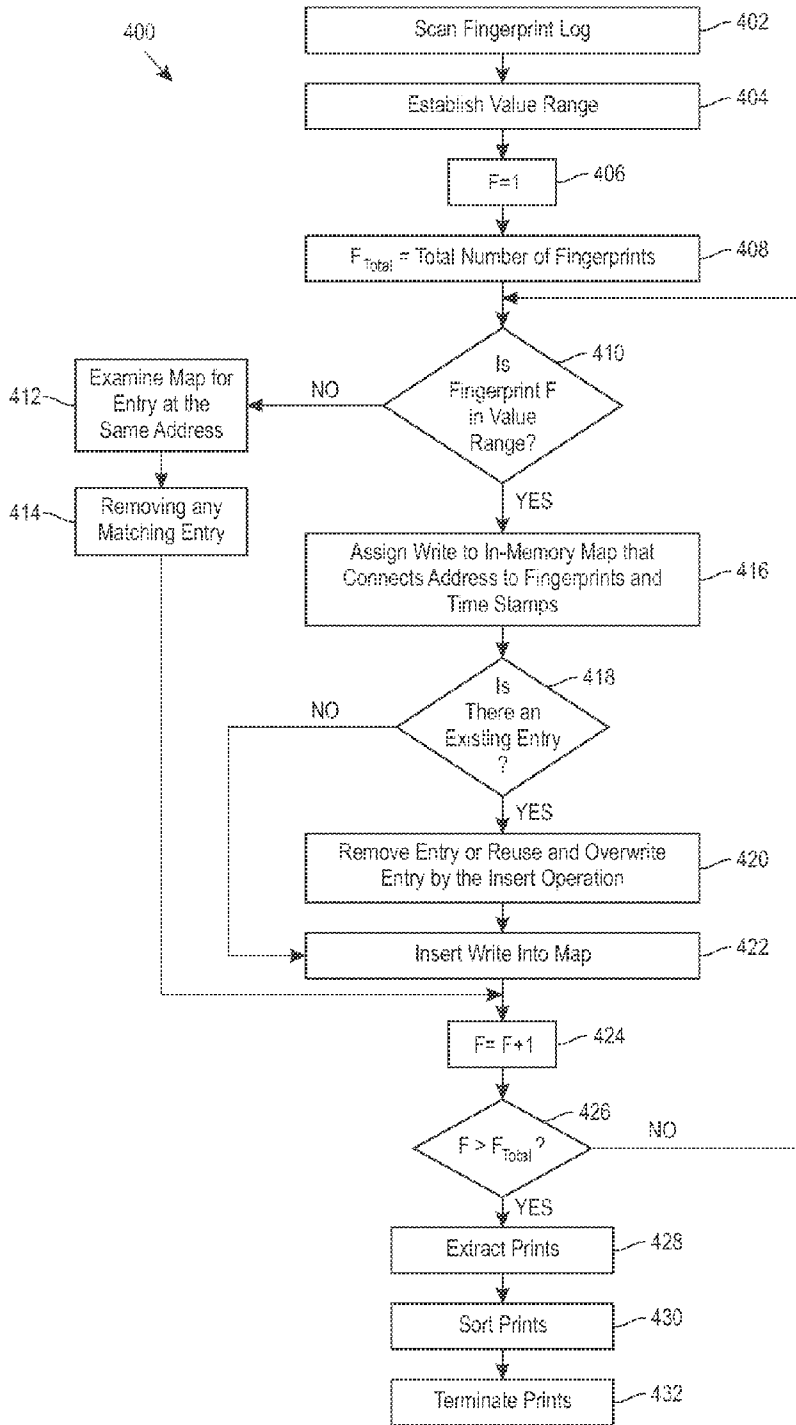 400
Scan Fingerprint Log
402
Establish Value Range
404
F=1
406
F Total = Total Number of Fingerprints
408
Is
Fingerprint F
in Value
Range?
410
NO
YES
412
Examine Map for
Entry at the
Same Address
414
Removing any
Matching Entry
Assign Write to In-Memory Map that
Connects Address to Fingerprints and
Time Stamps
416
Is
There an
Existing Entry
?
418
NO
YES
Remove Entry or Reuse and Overwrite
Entry by the Insert Operation
420
Insert Write Into Map
422
F= F+1
424
F > F Total ?
426
NO
YES
Extract Prints
428
Sort Prints
430
Terminate Prints
432